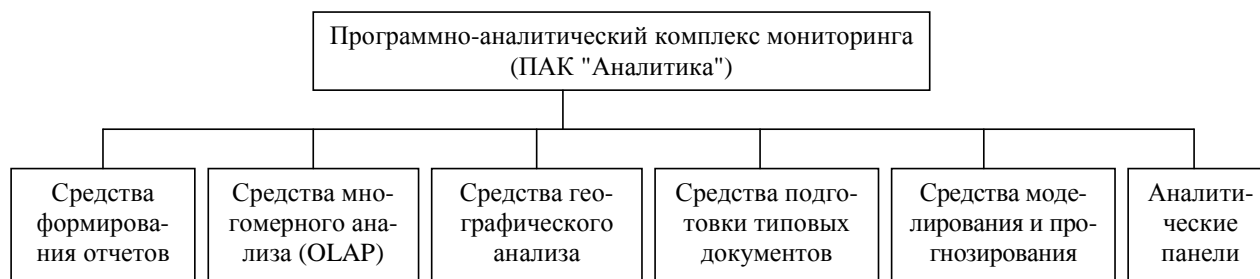 Программно-аналитический комплекс мониторинга
(ПАК "Аналитика")
Средства
формирова-
ния отчетов
Средства мно-
гомерного ана-
лиза (OLAP)
Средства гео-
графического
анализа
Средства подго-
товки типовых
документов
Средства моде-
лирования и про-
гнозирования
Аналити-
ческие
панели